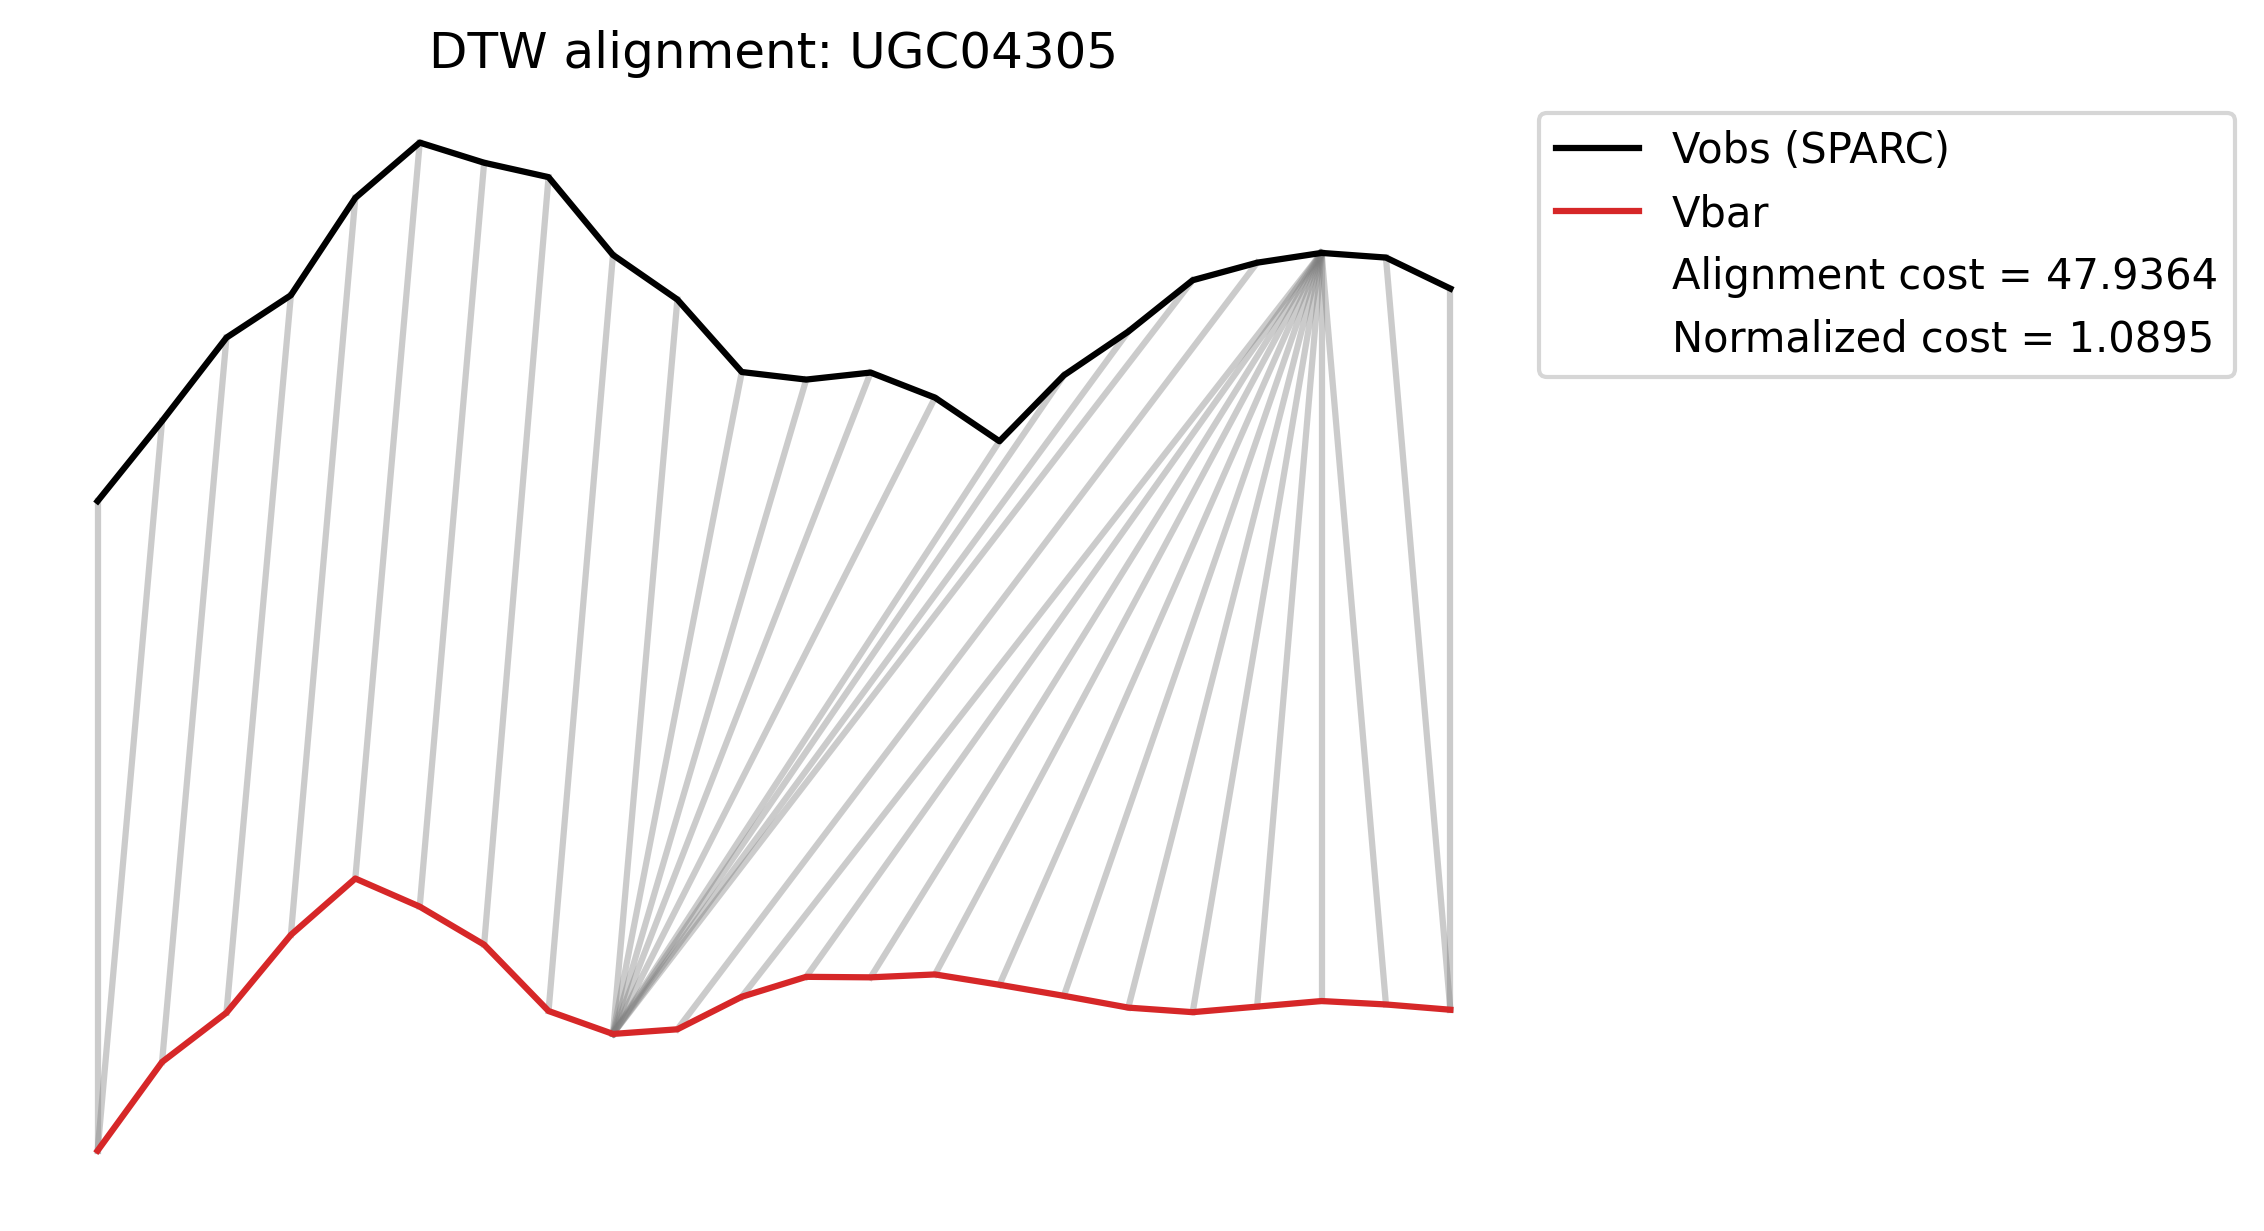 DTW alignment: UGC04305
Vobs (SPARC)
Vbar
Alignment cost = 47.9364
Normalized cost = 1.0895